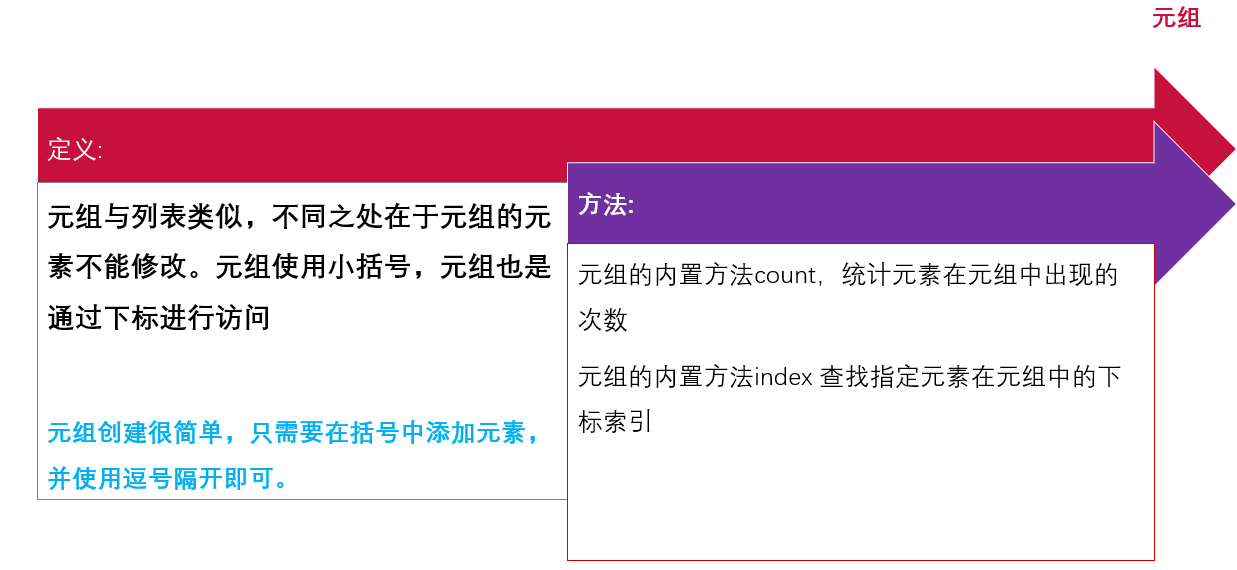 元组
定义:
元组与列表类似，不同之处在于元组的元
素不能修改。元组使用小括号，元组也是
通过下标进行访问
元组创建很简单，只需要在括号中添加元素，
并使用逗号隔开即可。
方法:
元组的内置方法count，统计元素在元组中出现的
次数
元组的内置方法index 查找指定元素在元组中的下
标索引